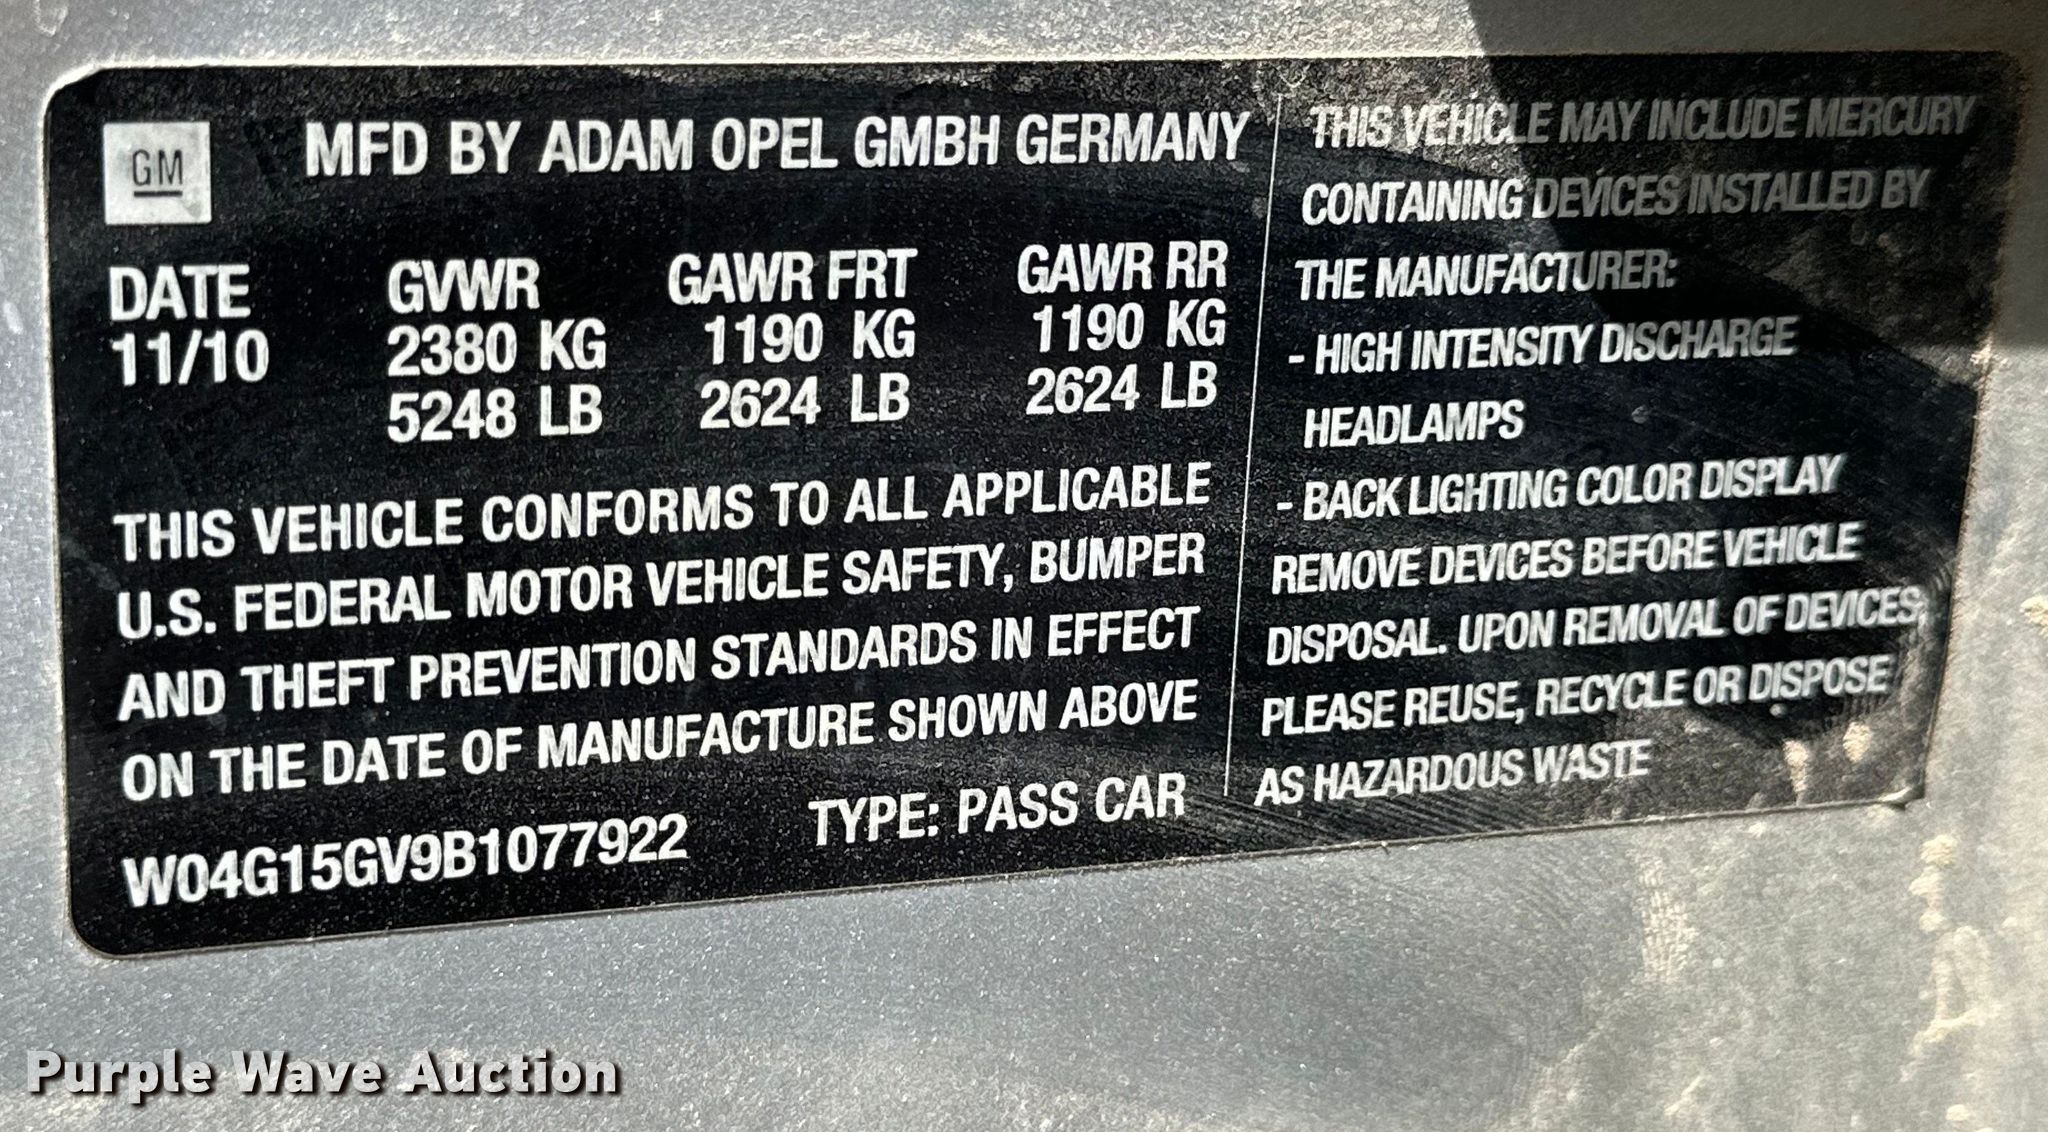 GM
MFD BY ADAM OPEL GMBH GERMANY
DATE GVWR GAWR FRT GAWR RR
11/10 2380 KG 1190 KG 1190 KG
5248 LB 2624 LB 2624 LB
THIS VEHICLE CONFORMS TO ALL APPLICABLE
U.S. FEDERAL MOTOR VEHICLE SAFETY, BUMPER
AND THEFT PREVENTION STANDARDS IN EFFECT
ON THE DATE OF MANUFACTURE SHOWN ABOVE
W04G15GV9B1077922 TYPE: PASS CAR
THIS VEHICLE MAY INCLUDE MERCURY
CONTAINING DEVICES INSTALLED BY
THE MANUFACTURER:
- HIGH INTENSITY DISCHARGE
HEADLAMPS
- BACK LIGHTING COLOR DISPLAY
REMOVE DEVICES BEFORE VEHICLE
DISPOSAL. UPON REMOVAL OF DEVICES,
PLEASE REUSE, RECYCLE OR DISPOSE
AS HAZARDOUS WASTE
Purple Wave Auction